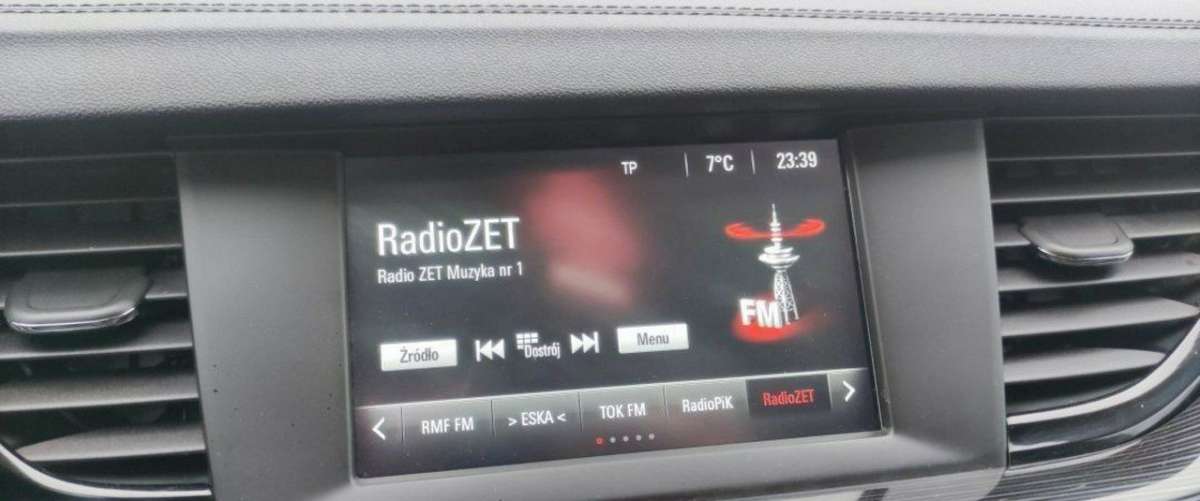 TP 7°C 23:39
RadioZET
Radio ZET Muzyka nr 1
FM
Źródło Dostrój Menu
RMF FM > ESKA < TOK FM RadioPiK RadioZET